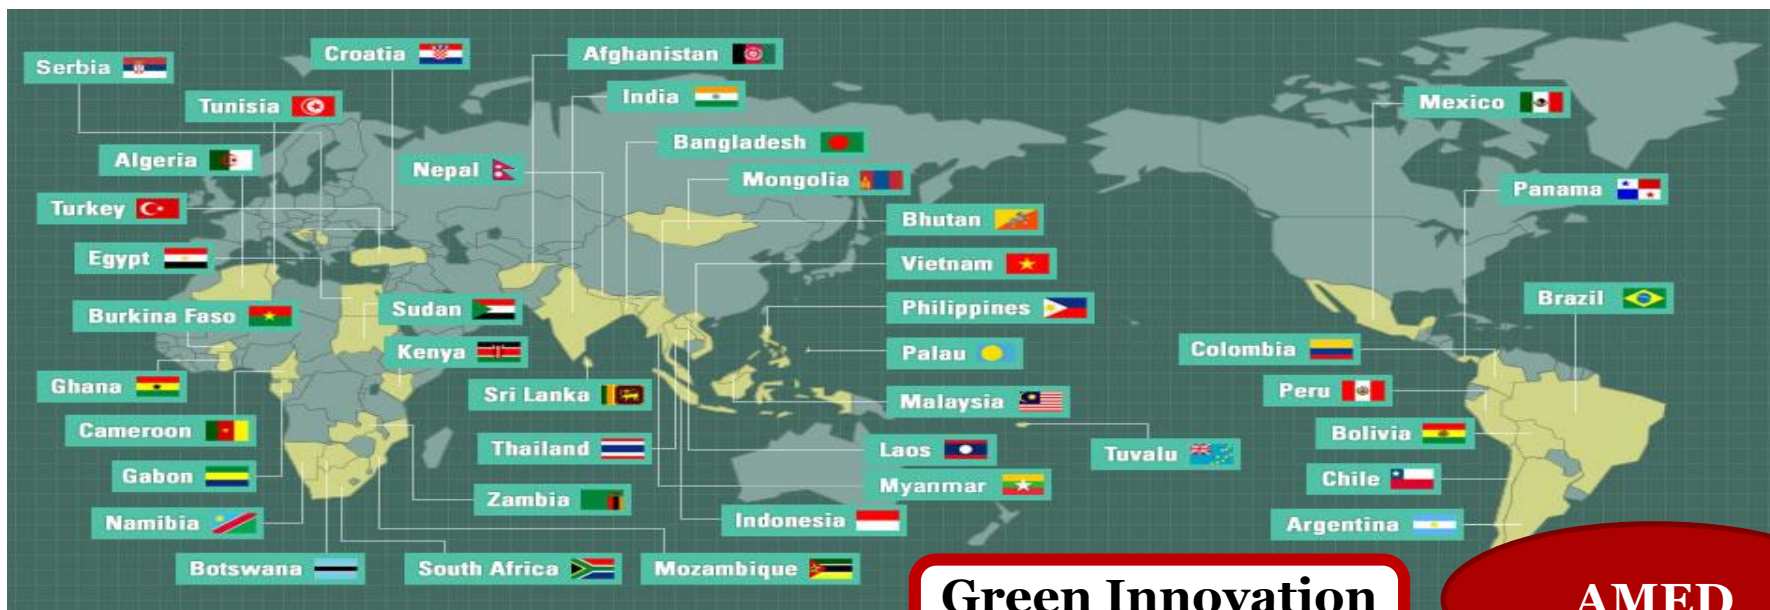 Serbia
Croatia
Afghanistan
Tunisia
India
Mexico
Algeria
Nepal
Bangladesh
Mongolia
Panama
Turkey
Bhutan
Egypt
Vietnam
Burkina Faso
Sudan
Philippines
Brazil
Kenya
Palau
Colombia
Ghana
Sri Lanka
Malaysia
Peru
Cameroon
Thailand
Laos
Tuvalu
Bolivia
Gabon
Zambia
Myanmar
Chile
Namibia
Indonesia
Argentina
Botswana
South Africa
Mozambique
Green Innovation
AMED